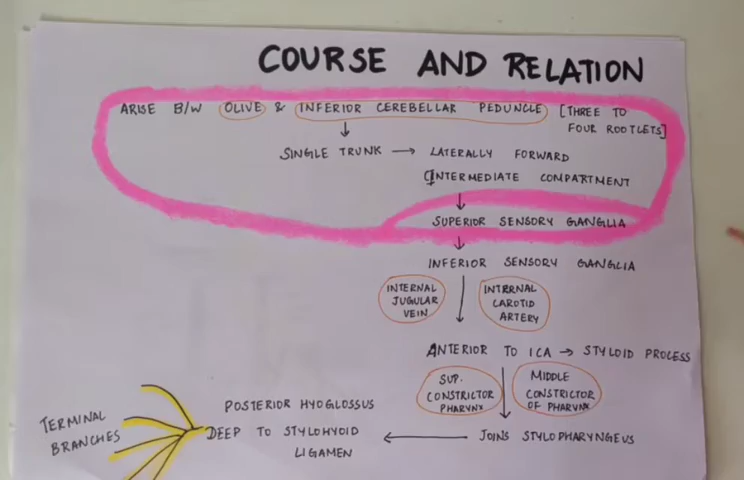 COURSE AND RELATION
ARISE B/W OLIVE & INFERIOR CEREBELLAR PEDUNCLE [THREE TO
FOUR ROOTLETS]
SINGLE TRUNK → LATERALLY FORWARD
(INTERMEDIATE COMPARTMENT
SUPERIOR SENSORY GANGLIA
INFERIOR SENSORY GANGLIA
INTERNAL
JUGULAR
VEIN
INTERNAL
CAROTID
ARTERY
ANTERIOR TO ICA → STYLOID PROCESS
SUP.
CONSTRICTOR
PHARYNX
MIDDLE
CONSTRICTOR
OF PHARYNX
JOINS STYLOPHARYNGEUS
POSTERIOR HYOGLOSSUS
DEEP TO STYLOHYOID
LIGAMEN
TERMINAL
BRANCHES